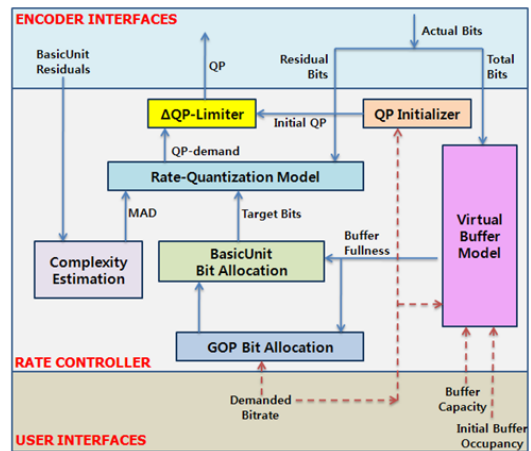 ENCODER INTERFACES
Actual Bits
BasicUnit
Residuals
QP
Residual
Bits
Total
Bits
ΔQP-Limiter
Initial QP
QP Initializer
QP-demand
Rate-Quantization Model
MAD
Target Bits
Virtual
Buffer
Model
Complexity
Estimation
BasicUnit
Bit Allocation
Buffer
Fullness
GOP Bit Allocation
RATE CONTROLLER
Demanded
Bitrate
Buffer
Capacity
Initial Buffer
Occupancy
USER INTERFACES